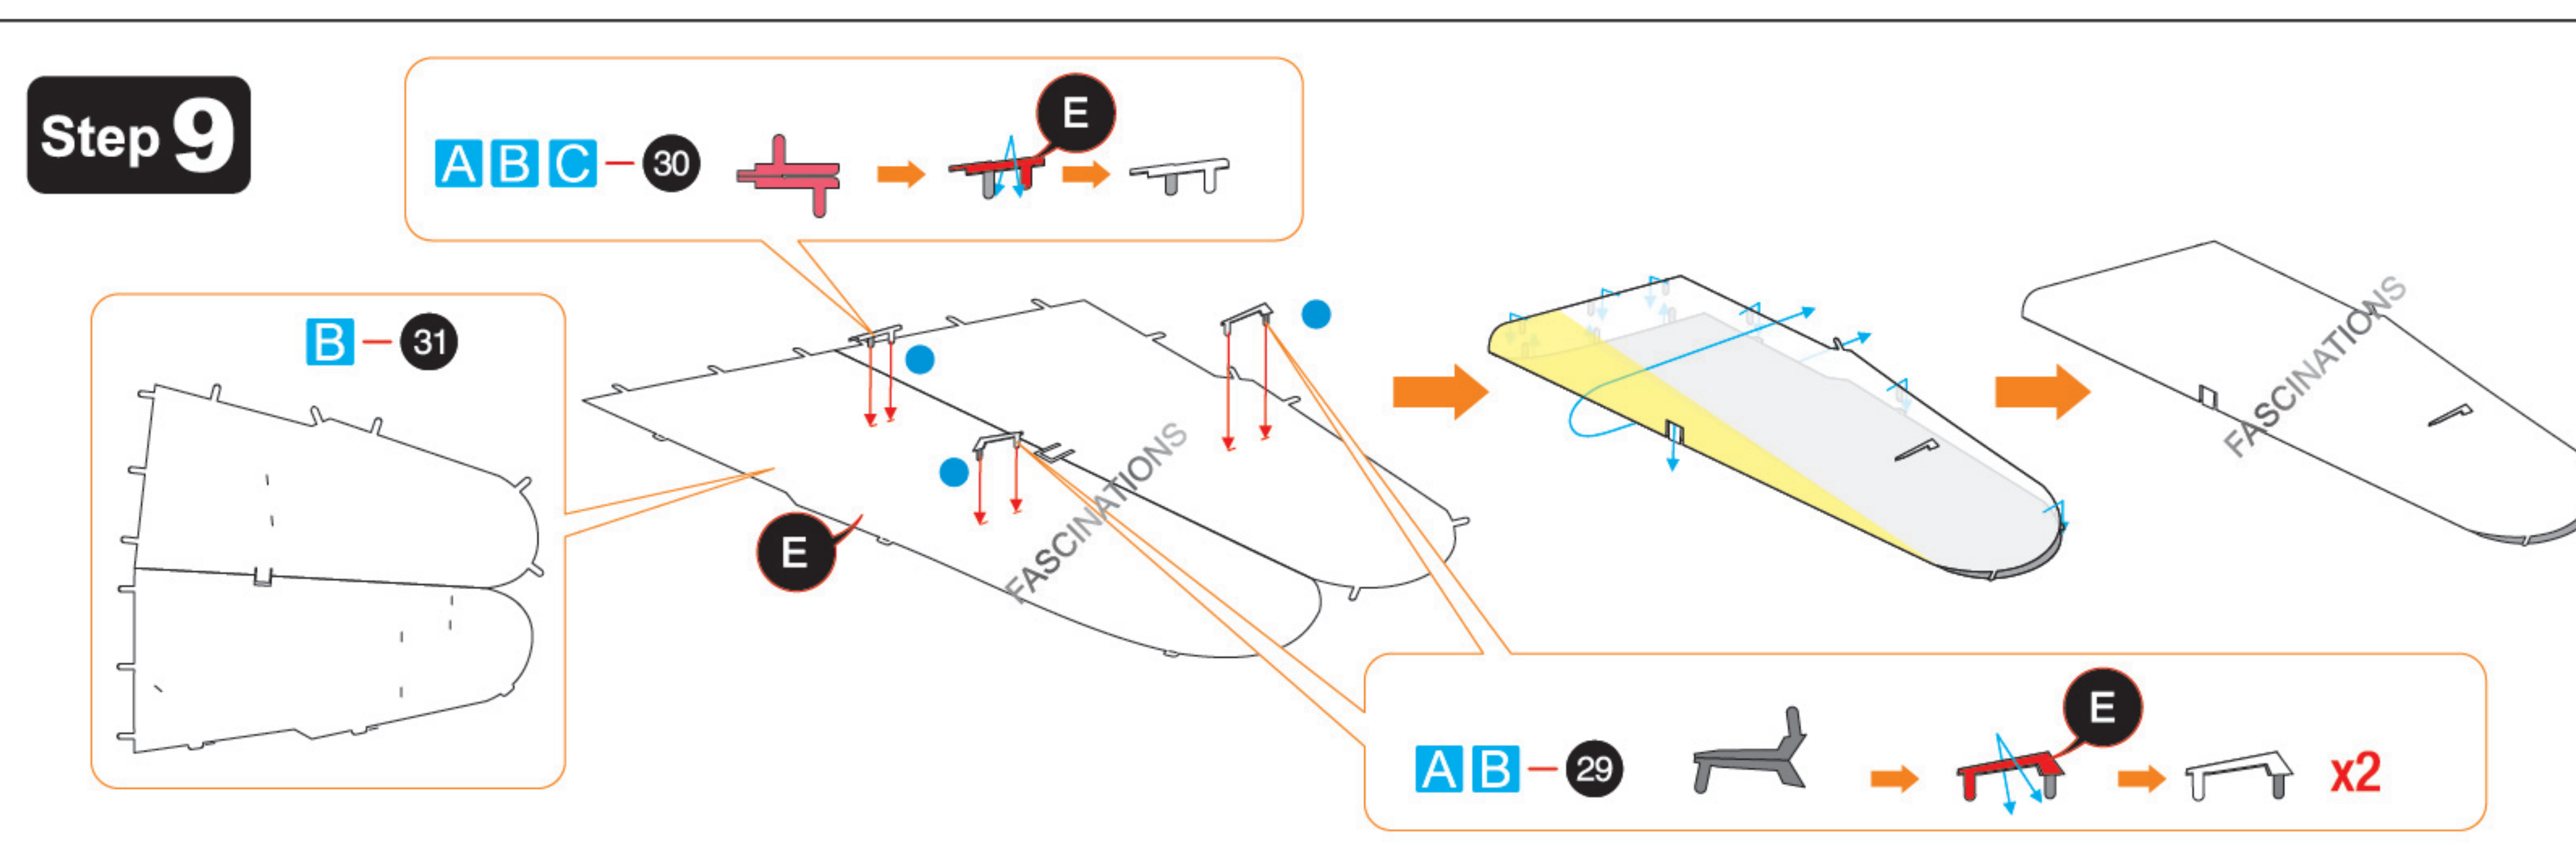 Step 9
A B C – 30
E
B – 31
E
FASCINATIONS
FASCINATIONS
A B – 29
E
x2